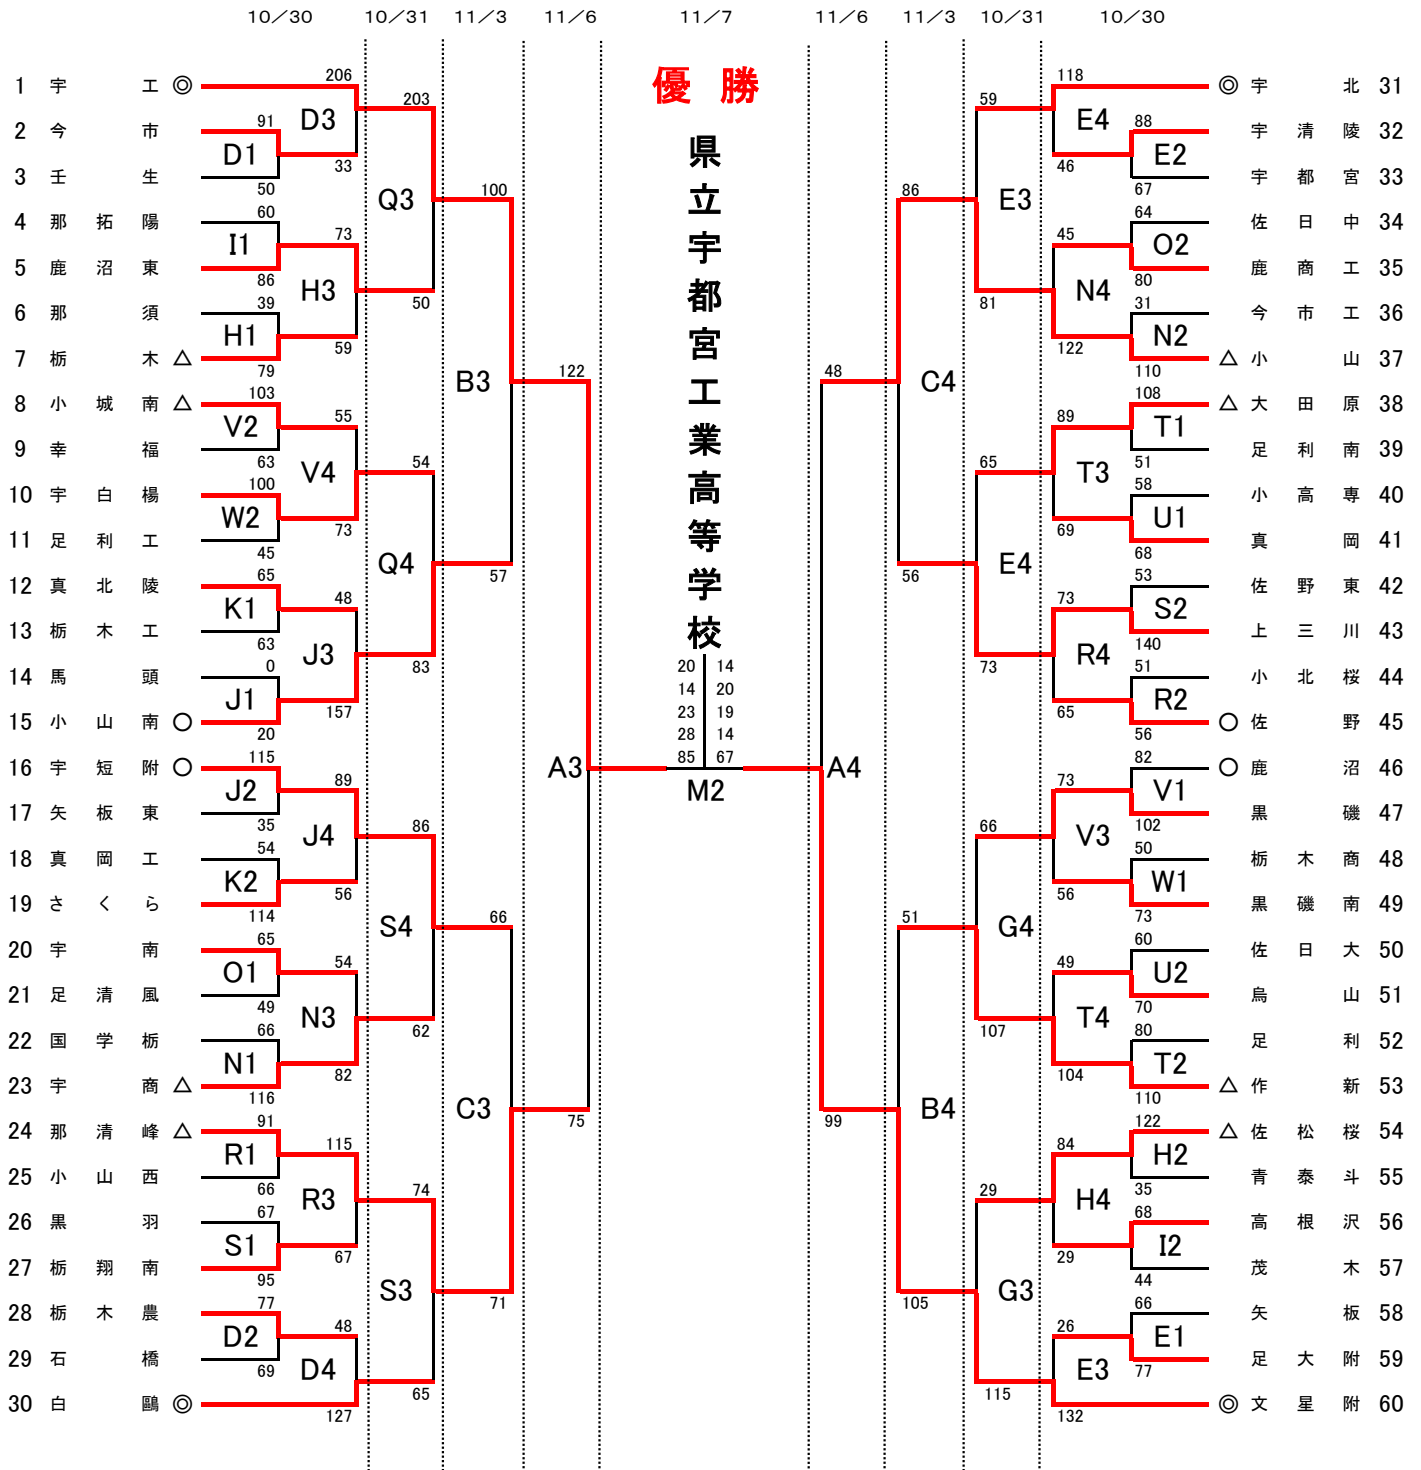 10／30 10／31 11／3 11／6 11／7 11／6 11／3 10／31 10／30
優勝
県立宇都宮工業高等学校
1 宇工 ◎ 206
D3 203
2 今市 91
D1 33
3 壬生 50
Q3 100
4 那拓陽 60
I1 73
5 鹿沼東 86
H3 50
6 那須 39
H1 59
7 栃木 △ 79
B3 122
8 小城南 △ 103
V2 55
9 幸福 63
V4 54
10 宇白楊 100
W2 73
11 足利工 45
Q4 57
12 真北陵 65
K1 48
13 栃木工 63
J3 83
14 馬頭 0
J1 157
15 小山南 ○ 20
A3
16 宇短附 ○ 115
J2 89
17 矢板東 35
J4 86
18 真岡工 54
K2 56
19 さくら 114
S4 66
20 宇南 65
O1 54
21 足清風 49
N3 62
22 国学栃 66
N1 82
23 宇商 △ 116
C3 75
24 那清峰 △ 91
R1 115
25 小山西 66
R3 74
26 黒羽 67
S1 67
27 栃翔南 95
S3 71
28 栃木農 77
D2 48
29 石橋 69
D4 65
30 白鷗 ◎ 127
20 14
14 20
23 19
28 14
85 67
M2
118 ◎ 宇北 31
59 E4
88 宇清陵 32
46 E2
67 宇都宮 33
86 E3
64 佐日中 34
45 O2
80 鹿商工 35
81 N4
31 今市工 36
122 N2
110 △ 小山 37
48 C4
108 △ 大田原 38
89 T1
51 足利南 39
65 T3
58 小高専 40
69 U1
68 真岡 41
56 E4
53 佐野東 42
73 S2
140 上三川 43
73 R4
51 小北桜 44
65 R2
56 ○ 佐野 45
A4
82 ○ 鹿沼 46
73 V1
102 黒磯 47
66 V3
50 栃木商 48
56 W1
73 黒磯南 49
51 G4
60 佐日大 50
49 U2
70 烏山 51
107 T4
80 足利 52
104 T2
110 △ 作新 53
99 B4
122 △ 佐松桜 54
84 H2
35 青泰斗 55
29 H4
68 高根沢 56
29 I2
44 茂木 57
105 G3
66 矢板 58
26 E1
77 足大附 59
115 E3
132 ◎ 文星附 60